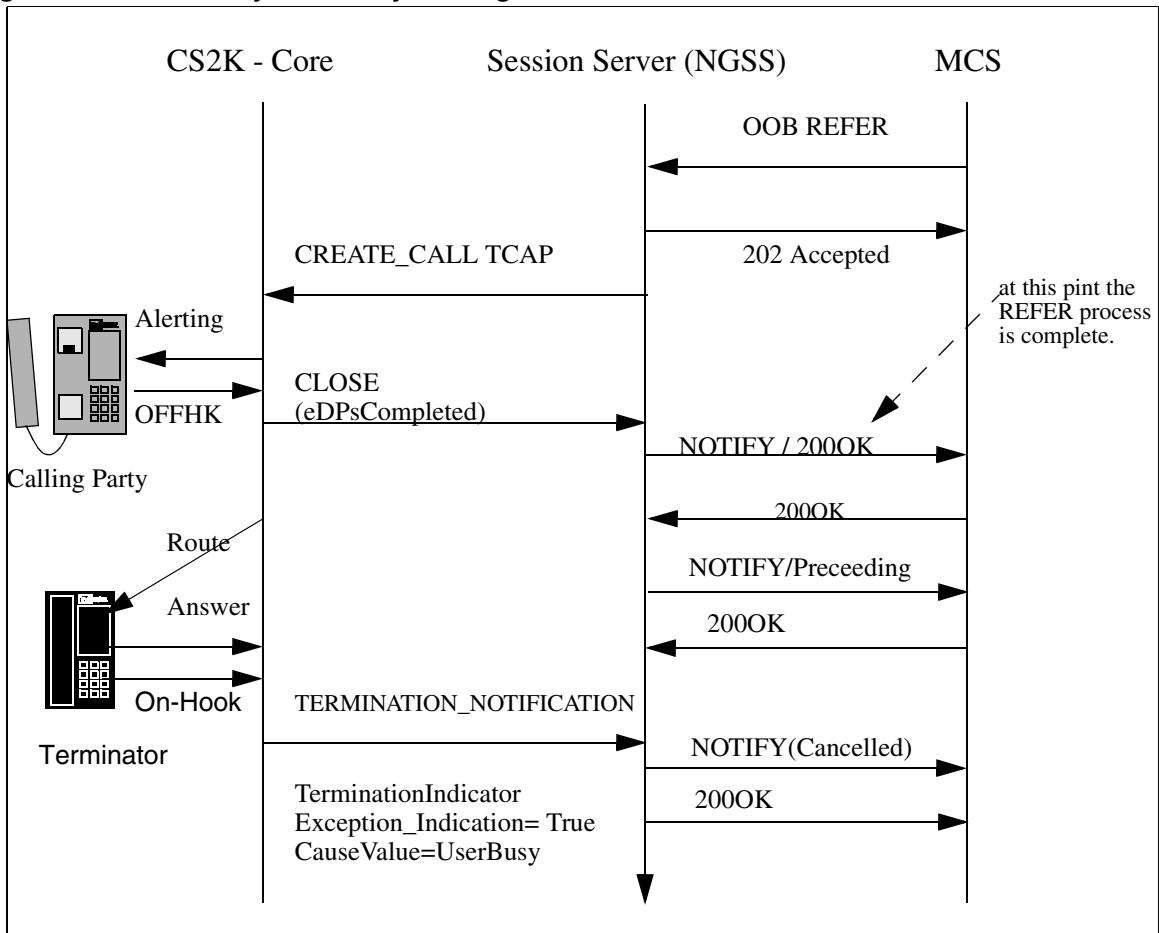 CS2K - Core
Session Server (NGSS)
MCS
OOB REFER
202 Accepted
CREATE_CALL TCAP
at this pint the
REFER process
is complete.
Alerting
OFFHK
CLOSE
(eDPsCompleted)
NOTIFY / 200OK
Calling Party
200OK
Route
NOTIFY/Preceeding
Answer
200OK
On-Hook
TERMINATION_NOTIFICATION
Terminator
NOTIFY(Cancelled)
TerminationIndicator
Exception_Indication= True
CauseValue=UserBusy
200OK